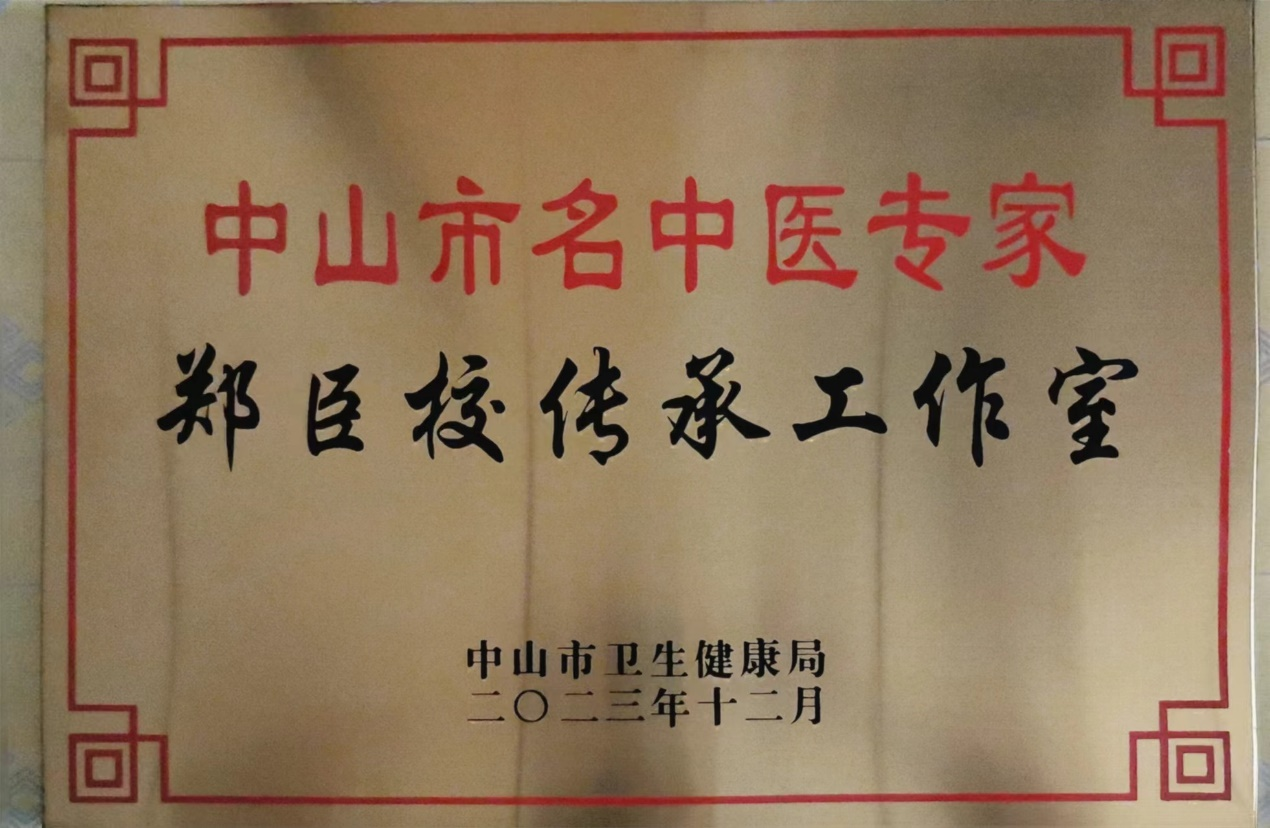 中山市名中医专家
郑臣校传承工作室
中山市卫生健康局
二〇二三年十二月